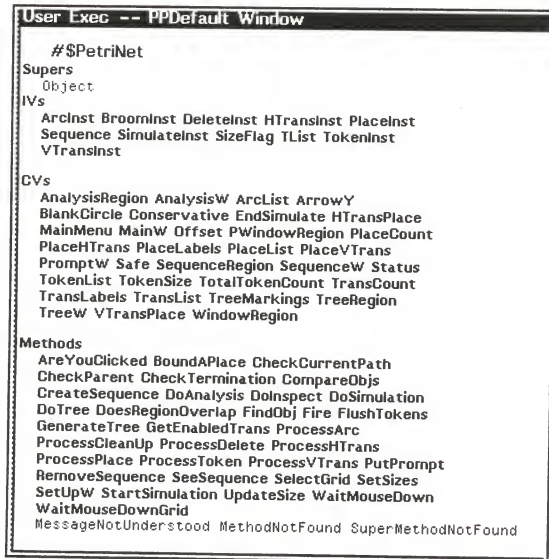 User Exec -- PPDefault Window
#$PetriNet
Supers
Object
IVs
ArcInst BroomInst DeleteInst HTransInst PlaceInst
Sequence SimulateInst SizeFlag TList TokenInst
VTransInst
CVs
AnalysisRegion AnalysisW ArcList ArrowY
BlankCircle Conservative EndSimulate HTransPlace
MainMenu MainW Offset PWindowRegion PlaceCount
PlaceHTrans PlaceLabels PlaceList PlaceVTrans
PromptW Safe SequenceRegion SequenceW Status
TokenList TokenSize TotalTokenCount TransCount
TransLabels TransList TreeMarkings TreeRegion
TreeW VTransPlace WindowRegion
Methods
AreYouClicked BoundAPlace CheckCurrentPath
CheckParent CheckTermination CompareObjs
CreateSequence DoAnalysis DoInspect DoSimulation
DoTree DoesRegionOverlap FindObj Fire FlushTokens
GenerateTree GetEnabledTrans ProcessArc
ProcessCleanUp ProcessDelete ProcessHTrans
ProcessPlace ProcessToken ProcessVTrans PutPrompt
RemoveSequence SeeSequence SelectGrid SetSizes
SetUpW StartSimulation UpdateSize WaitMouseDown
WaitMouseDownGrid
MessageNotUnderstood MethodNotFound SuperMethodNotFound